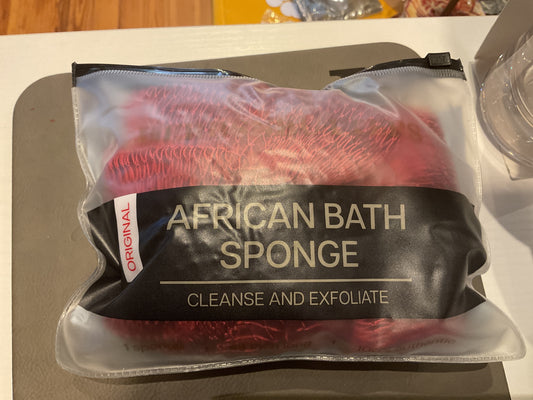 ORIGINAL
AFRICAN BATH
SPONGE
CLEANSE AND EXFOLIATE